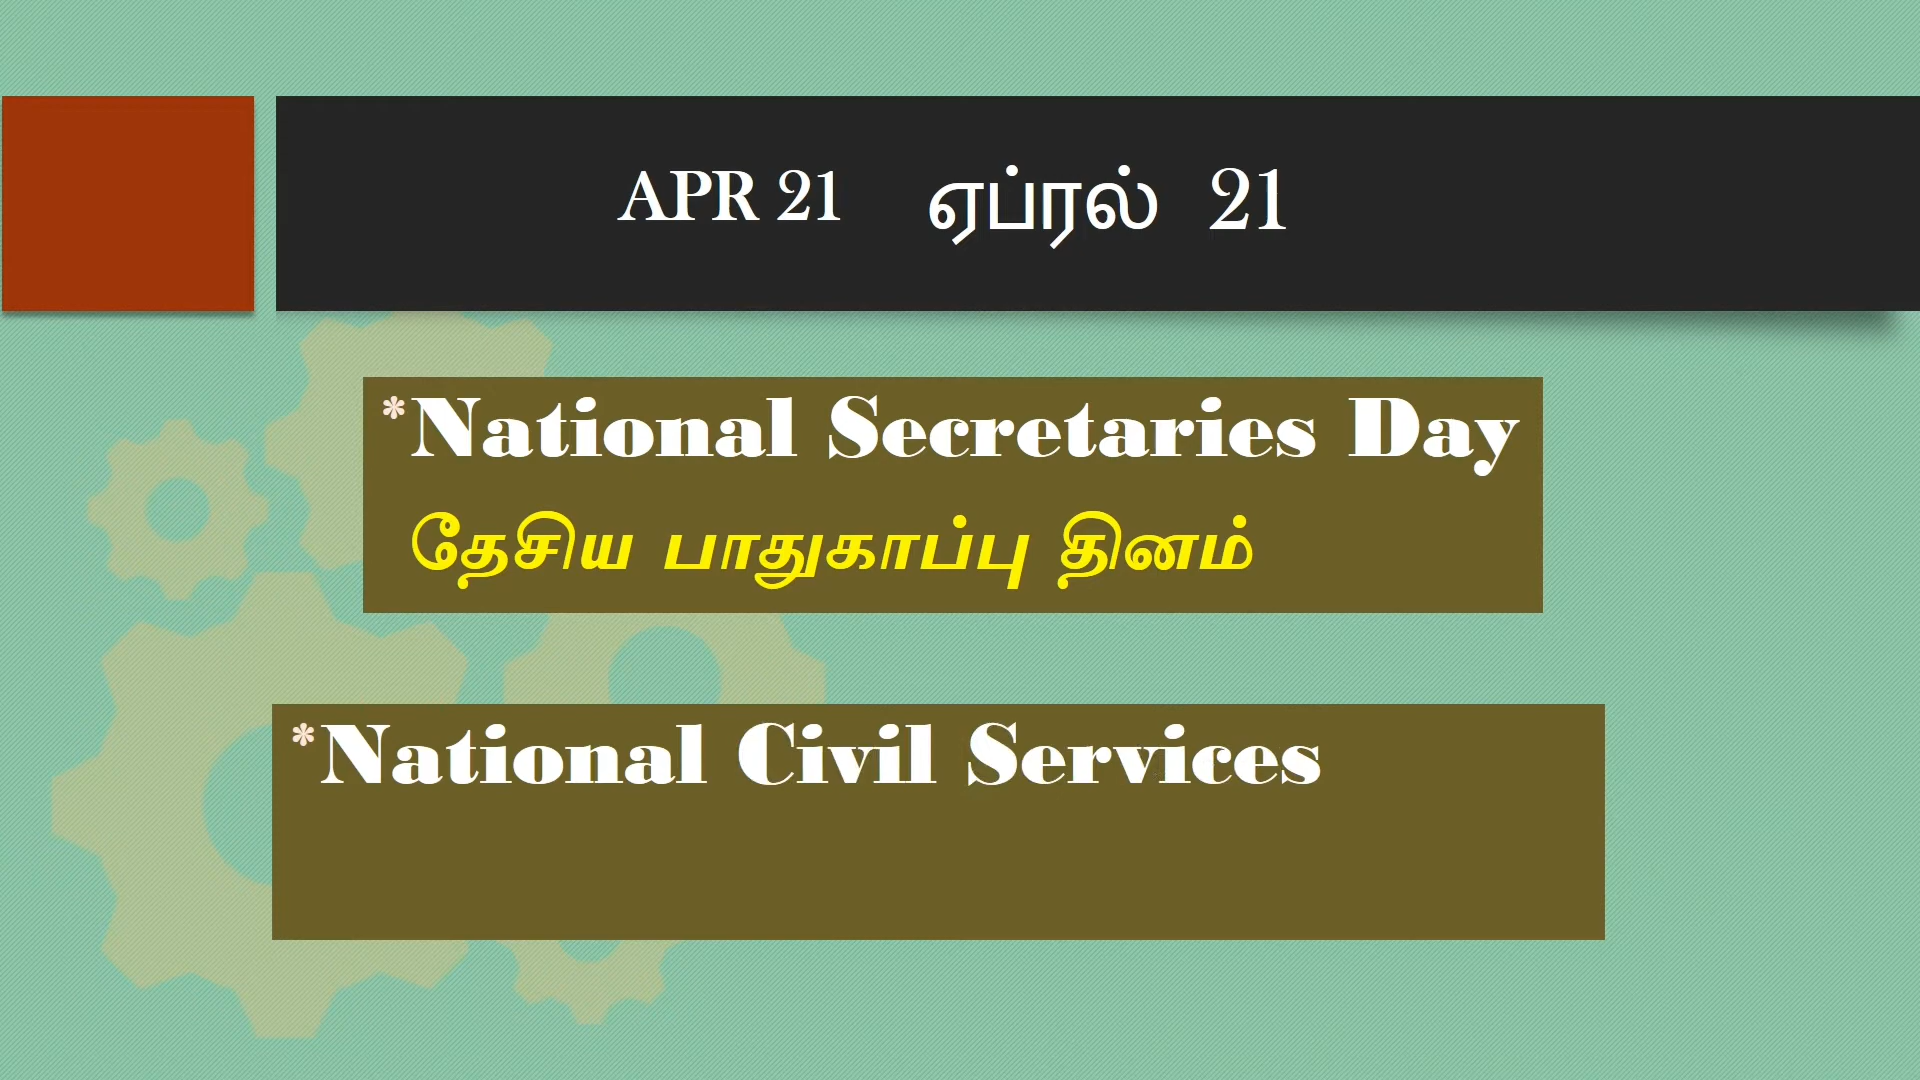 APR 21 ஏப்ரல் 21
*National Secretaries Day
தேசிய பாதுகாப்பு தினம்
*National Civil Services